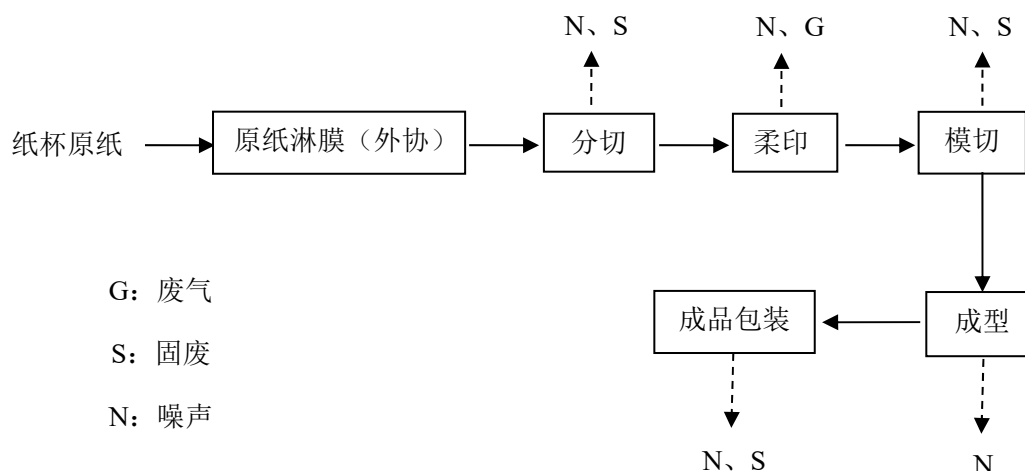 N、S
N、G
N、S
纸杯原纸
原纸淋膜（外协）
分切
柔印
模切
G：废气
成品包装
成型
S：固废
N：噪声
N、S
N